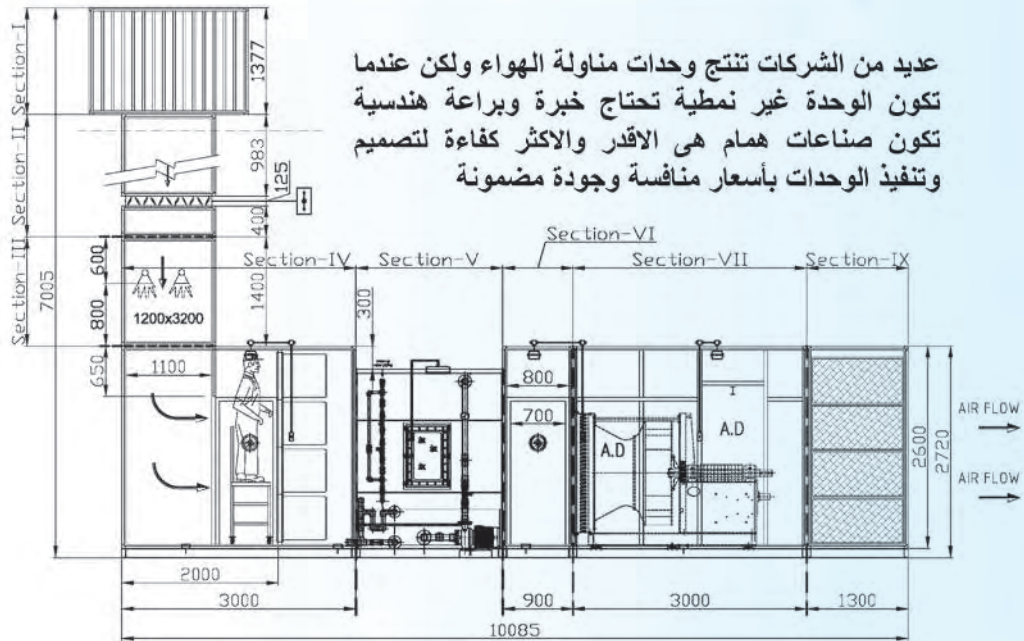 عديد من الشركات تنتج وحدات مناولة الهواء ولكن عندما
تكون الوحدة غير نمطية تحتاج خبرة وبراعة هندسية
تكون صناعات همام هى الاقدر والاكثر كفاءة لتصميم
وتنفيذ الوحدات بأسعار منافسة وجودة مضمونة
Section-I
Section-II
Section-III
7005
1377
983
125
400
1400
600
800
650
1200x3200
1100
Section-IV
Section-V
Section-VI
Section-VII
Section-IX
300
800
700
A.D
A.D
2600
2720
AIR FLOW
AIR FLOW
2000
3000
900
3000
1300
10085